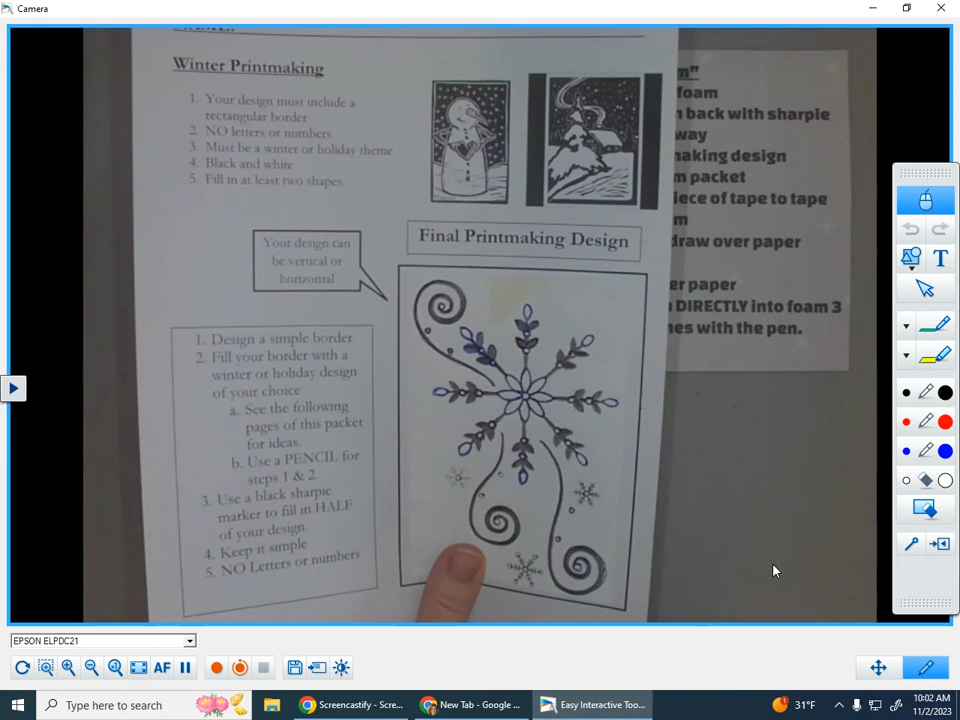 Camera
Winter Printmaking
1. Your design must include a
rectangular border
2. NO letters or numbers
3. Must be a winter or holiday theme
4. Black and white
5. Fill in at least two shapes
Your design can
be vertical or
horizontal
Final Printmaking Design
1. Design a simple border
2. Fill your border with a
winter or holiday design
of your choice
a. See the following
pages of this packet
for ideas.
b. Use a PENCIL for
steps 1 & 2.
3. Use a black sharpie
marker to fill in HALF
of your design.
4. Keep it simple
5. NO Letters or numbers
foam
back with sharpie
way
design
packet
piece of tape to tape
draw over paper
paper
DIRECTLY into foam 3
with the pen.
T
EPSON ELPDC21
AF
Type here to search
Screencastify - Scre...
New Tab - Google ...
Easy Interactive Too...
31°F
10:02 AM
11/2/2023